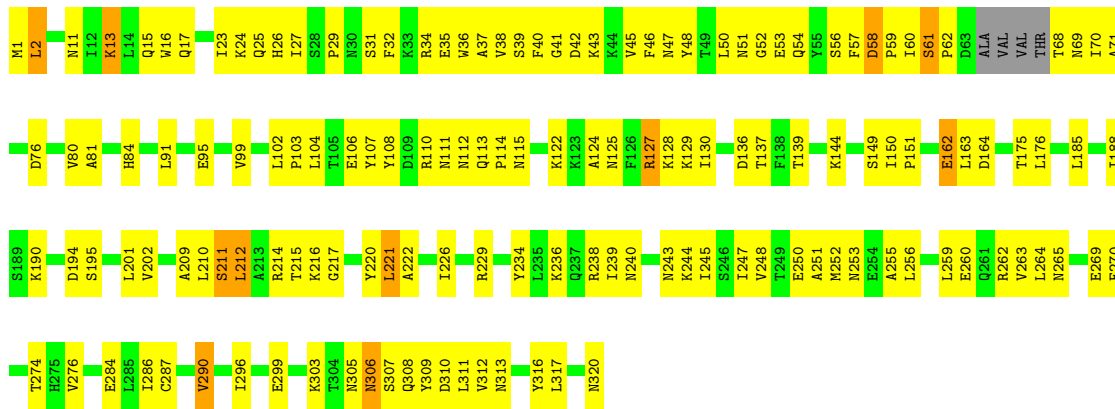 M1 L2 N11 I12 K13 L14 Q15 W16 Q17 I23 K24 Q25 H26 I27 S28 P29 N30 S31 F32 K33 R34 E35 W36 A37 V38 S39 F40 G41 D42 K43 K44 V45 F46 N47 Y48 T49 L50 N51 G52 E53 Q54 Y55 S56 F57 D58 P59 I60 S61 P62 D63 ALA VAL VAL THR T68 N69 I70 A71
D76 V80 A81 H84 L91 E95 V99 L102 P103 L104 T105 E106 Y107 Y108 D109 R110 N111 N112 Q113 P114 N115 K122 K123 A124 N125 F126 R127 K128 K129 I130 D136 T137 F138 T139 K144 S149 I150 P151 E162 L163 D164 T175 L176 L185
S189 K190 D194 S195 L201 V202 A209 L210 S211 L212 A213 R214 T215 K216 G217 Y220 L221 A222 I226 R229 Y234 L235 K236 Q237 R238 L239 N240 N243 K244 I245 S246 I247 V248 T249 E250 A251 M252 N253 E254 A255 L256 L259 E260 Q261 R262 V263 L264 N265 E269
T274 H275 V276 E284 L285 I286 C287 V290 I296 E299 K303 T304 N305 N306 S307 Q308 Y309 D310 L311 V312 N313 Y316 L317 N320